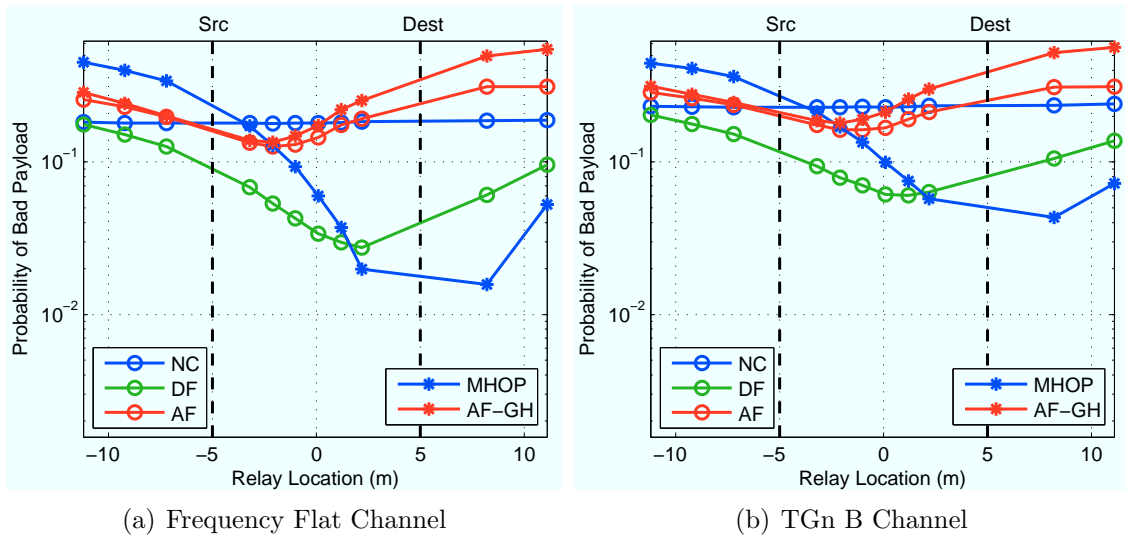 Src Dest
Probability of Bad Payload
10⁻¹
10⁻²
NC
DF
AF
MHOP
AF−GH
−10 −5 0 5 10
Relay Location (m)
(a) Frequency Flat Channel
Src Dest
Probability of Bad Payload
10⁻¹
10⁻²
NC
DF
AF
MHOP
AF−GH
−10 −5 0 5 10
Relay Location (m)
(b) TGn B Channel